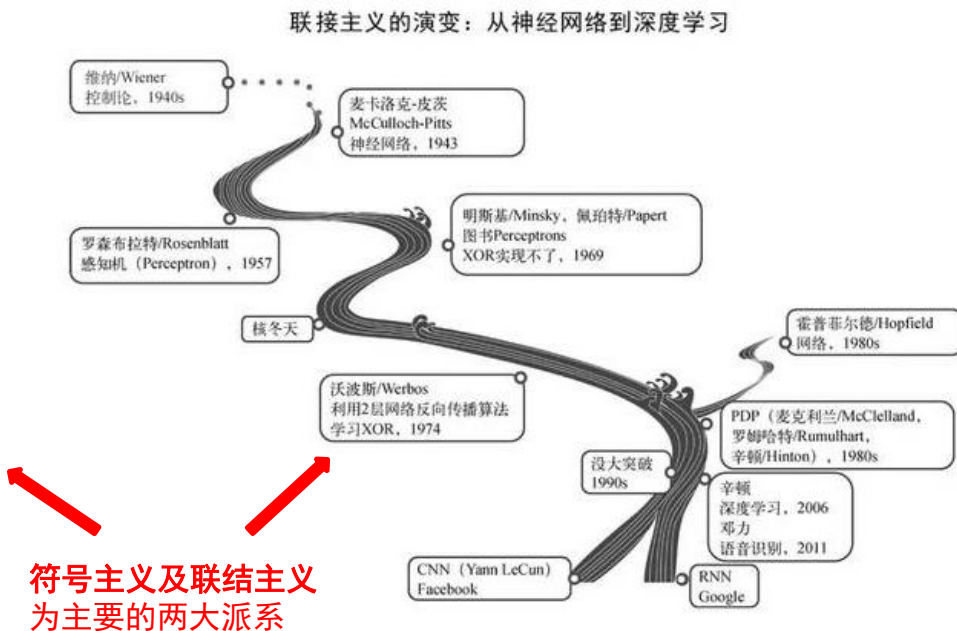 联接主义的演变：从神经网络到深度学习
维纳/Wiener
控制论，1940s
麦卡洛克-皮茨
McCulloch-Pitts
神经网络，1943
罗森布拉特/Rosenblatt
感知机（Perceptron），1957
明斯基/Minsky，佩珀特/Papert
图书Perceptrons
XOR实现不了，1969
核冬天
霍普菲尔德/Hopfield
网络，1980s
沃波斯/Werbos
利用2层网络反向传播算法
学习XOR，1974
PDP（麦克利兰/McClelland，
罗姆哈特/Rumulhart，
辛顿/Hinton），1980s
没大突破
1990s
辛顿
深度学习，2006
邓力
语音识别，2011
CNN（Yann LeCun）
Facebook
RNN
Google
符号主义及联结主义
为主要的两大派系